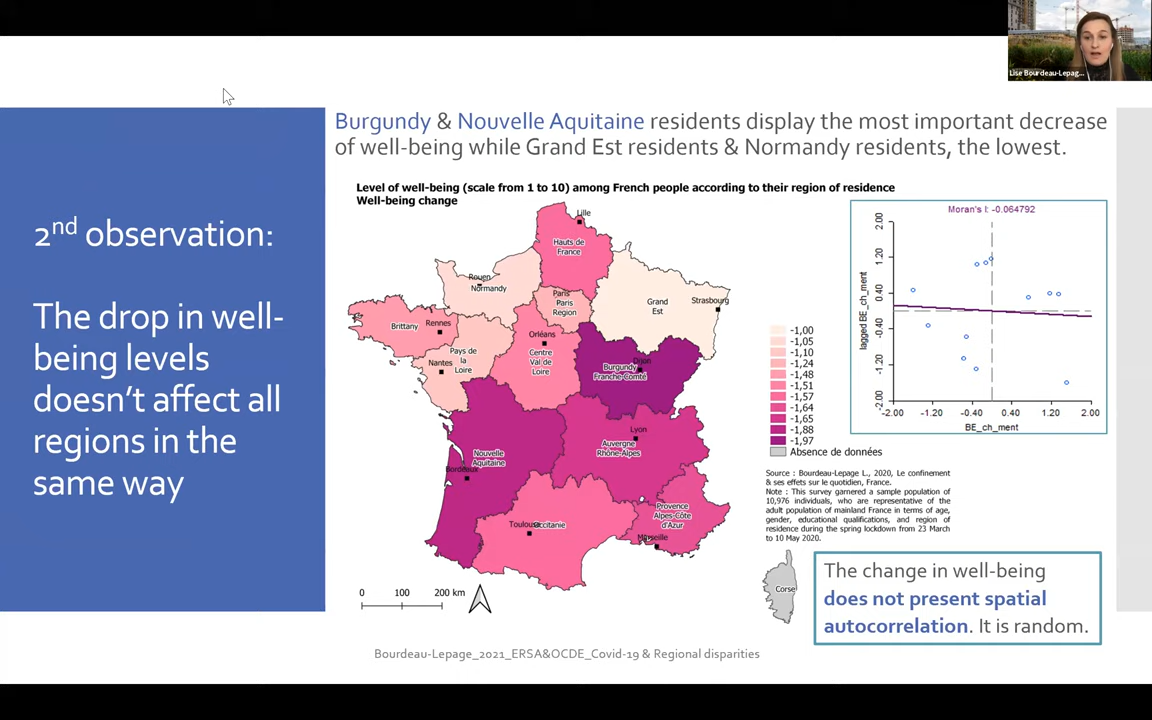 Lise Bourdeau-Lepag...
2nd observation:
The drop in well-
being levels
doesn't affect all
regions in the
same way
Burgundy & Nouvelle Aquitaine residents display the most important decrease
of well-being while Grand Est residents & Normandy residents, the lowest.
Level of well-being (scale from 1 to 10) among French people according to their region of residence
Well-being change
Lille
Hauts de
France
Rouen
Normandy
Paris
Paris
Region
Grand
Est
Strasbourg
Brittany
Rennes
Orléans
Centre
Val de
Loire
Pays de
la
Loire
Nantes
Dijon
Burgundy
Franche-Comté
Nouvelle
Aquitaine
Bordeaux
Lyon
Auvergne
Rhône-Alpes
Provence
Alpes-Côte
d'Azur
Marseille
Toulouse
Occitanie
0 100 200 km
-1,00
-1,05
-1,10
-1,24
-1,48
-1,51
-1,57
-1,64
-1,65
-1,88
-1,97
Absence de données
Moran's I: -0.064792
lagged BE_ch_ment
2.00
1.20
0.40
-0.40
-1.20
-2.00
-2.00 -1.20 -0.40 0.40 1.20 2.00
BE_ch_ment
Source : Bourdeau-Lepage L., 2020, Le confinement
& ses effets sur le quotidien, France.
Note : This survey garnered a sample population of
10,976 individuals, who are representative of the
adult population of mainland France in terms of age,
gender, educational qualifications, and region of
residence during the spring lockdown from 23 March
to 10 May 2020.
Corse
The change in well-being
does not present spatial
autocorrelation. It is random.
Bourdeau-Lepage_2021_ERSA&OCDE_Covid-19 & Regional disparities